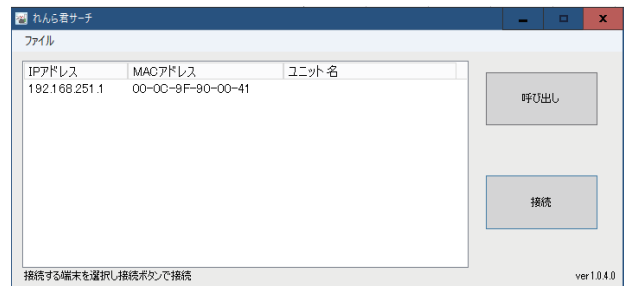 れんら君サーチ
ファイル
IPアドレス MACアドレス ユニット名
192.168.251.1 00-0C-9F-90-00-41
呼び出し
接続
接続する端末を選択し接続ボタンで接続
ver 1.0.4.0